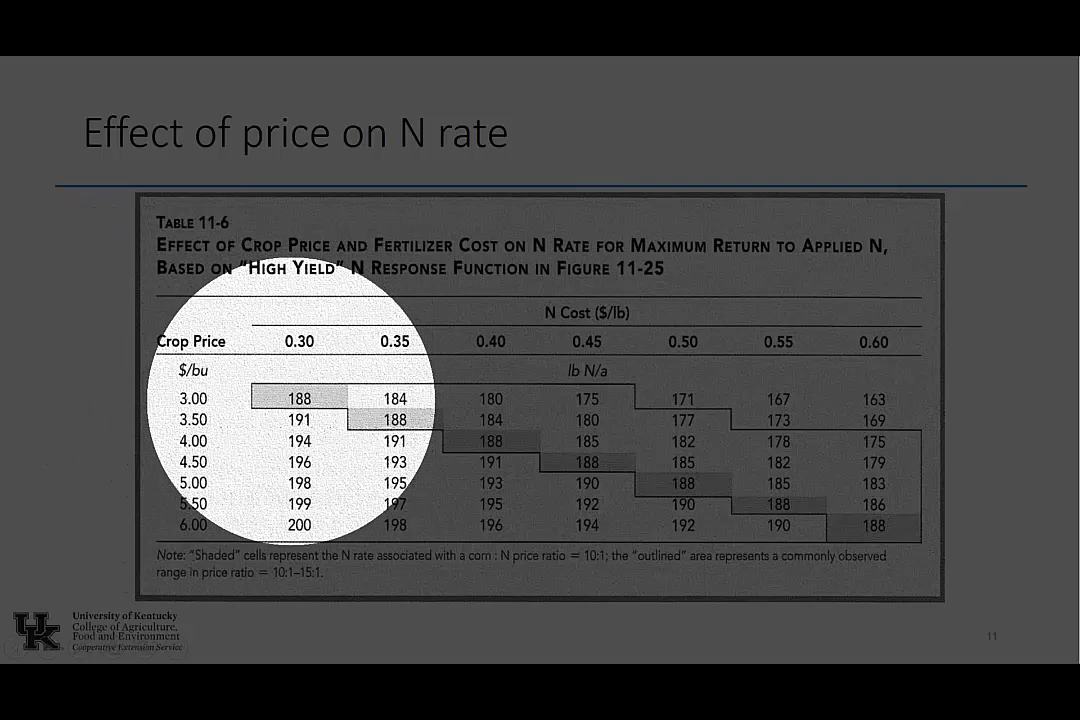 Effect of price on N rate
TABLE 11-6
EFFECT OF CROP PRICE AND FERTILIZER COST ON N RATE FOR MAXIMUM RETURN TO APPLIED N,
BASED ON "HIGH YIELD" N RESPONSE FUNCTION IN FIGURE 11-25
N Cost ($/lb)
Crop Price 0.30 0.35 0.40 0.45 0.50 0.55 0.60
$/bu lb N/a
3.00 188 184 180 175 171 167 163
3.50 191 188 184 180 177 173 169
4.00 194 191 188 185 182 178 175
4.50 196 193 191 188 185 182 179
5.00 198 195 193 190 188 185 183
5.50 199 197 195 192 190 188 186
6.00 200 198 196 194 192 190 188
Note: "Shaded" cells represent the N rate associated with a corn : N price ratio = 10:1; the "outlined" area represents a commonly observed
range in price ratio = 10:1–15:1.
UK
University of Kentucky
College of Agriculture,
Food and Environment
Cooperative Extension Service
11